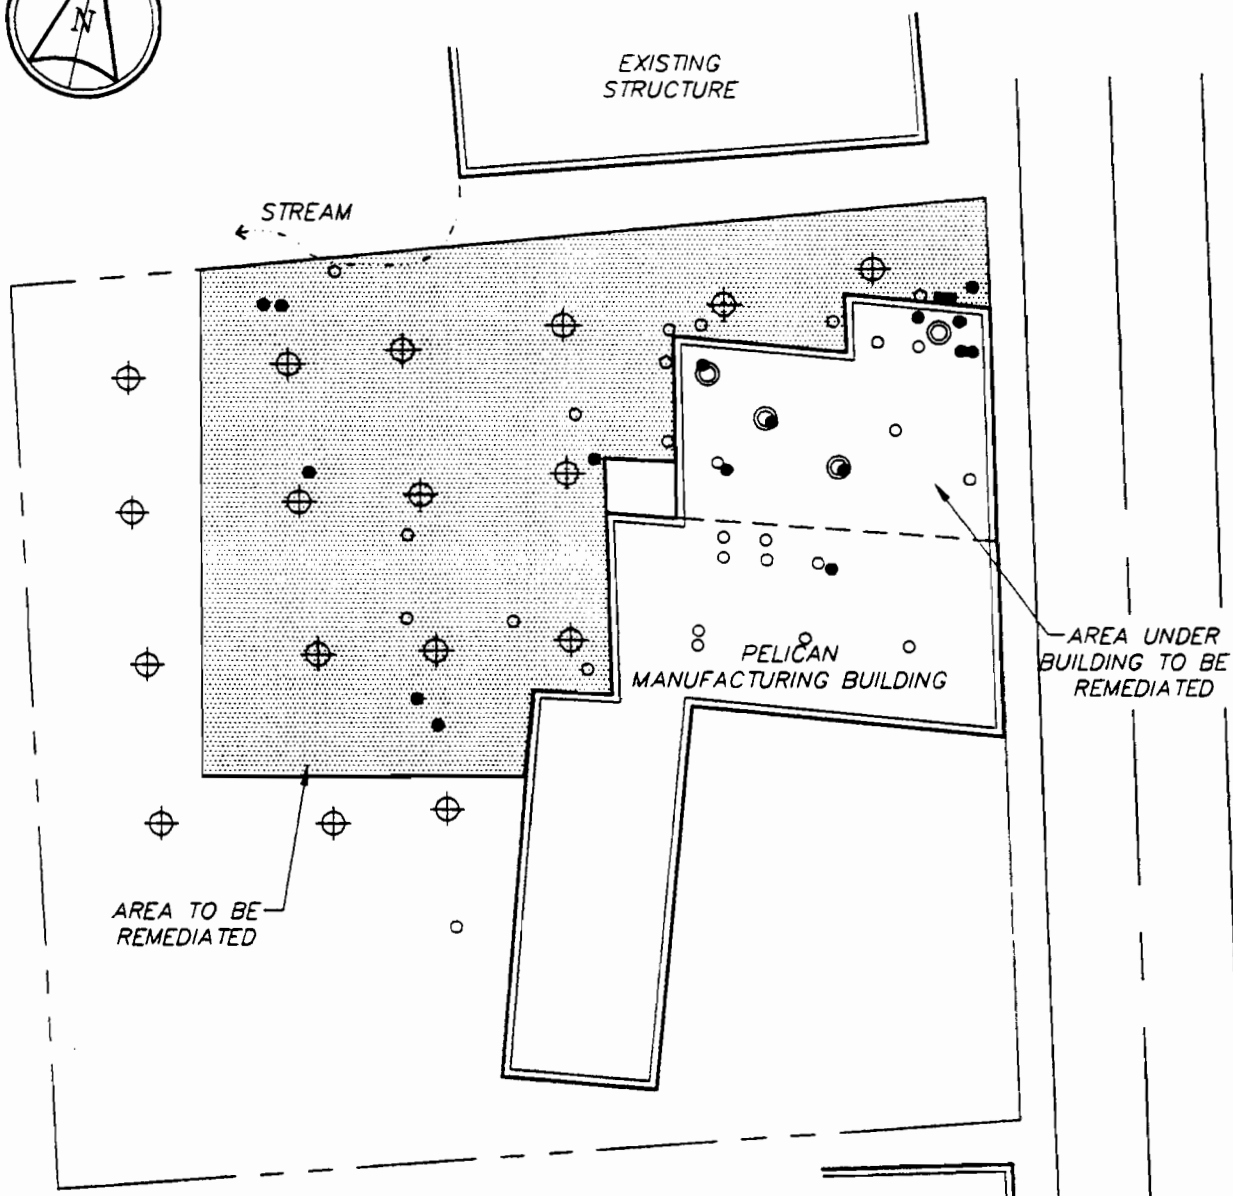 N
EXISTING
STRUCTURE
STREAM
PELICAN
MANUFACTURING BUILDING
AREA UNDER
BUILDING TO BE
REMEDIATED
AREA TO BE
REMEDIATED